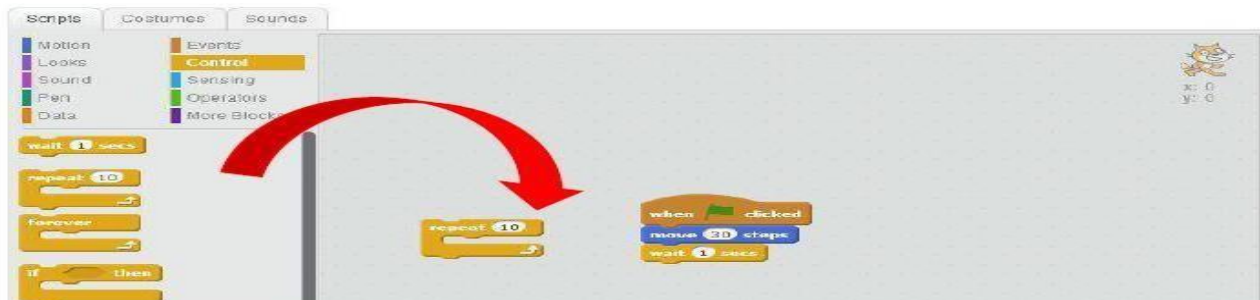 Scripts Costumes Sounds
Motion Events
Looks Control
Sound Sensing
Pen Operators
Data More Blocks
x: 0
y: 0
wait 1 secs
repeat 10
forever
if then
repeat 10
when clicked
move 30 steps
wait 1 secs